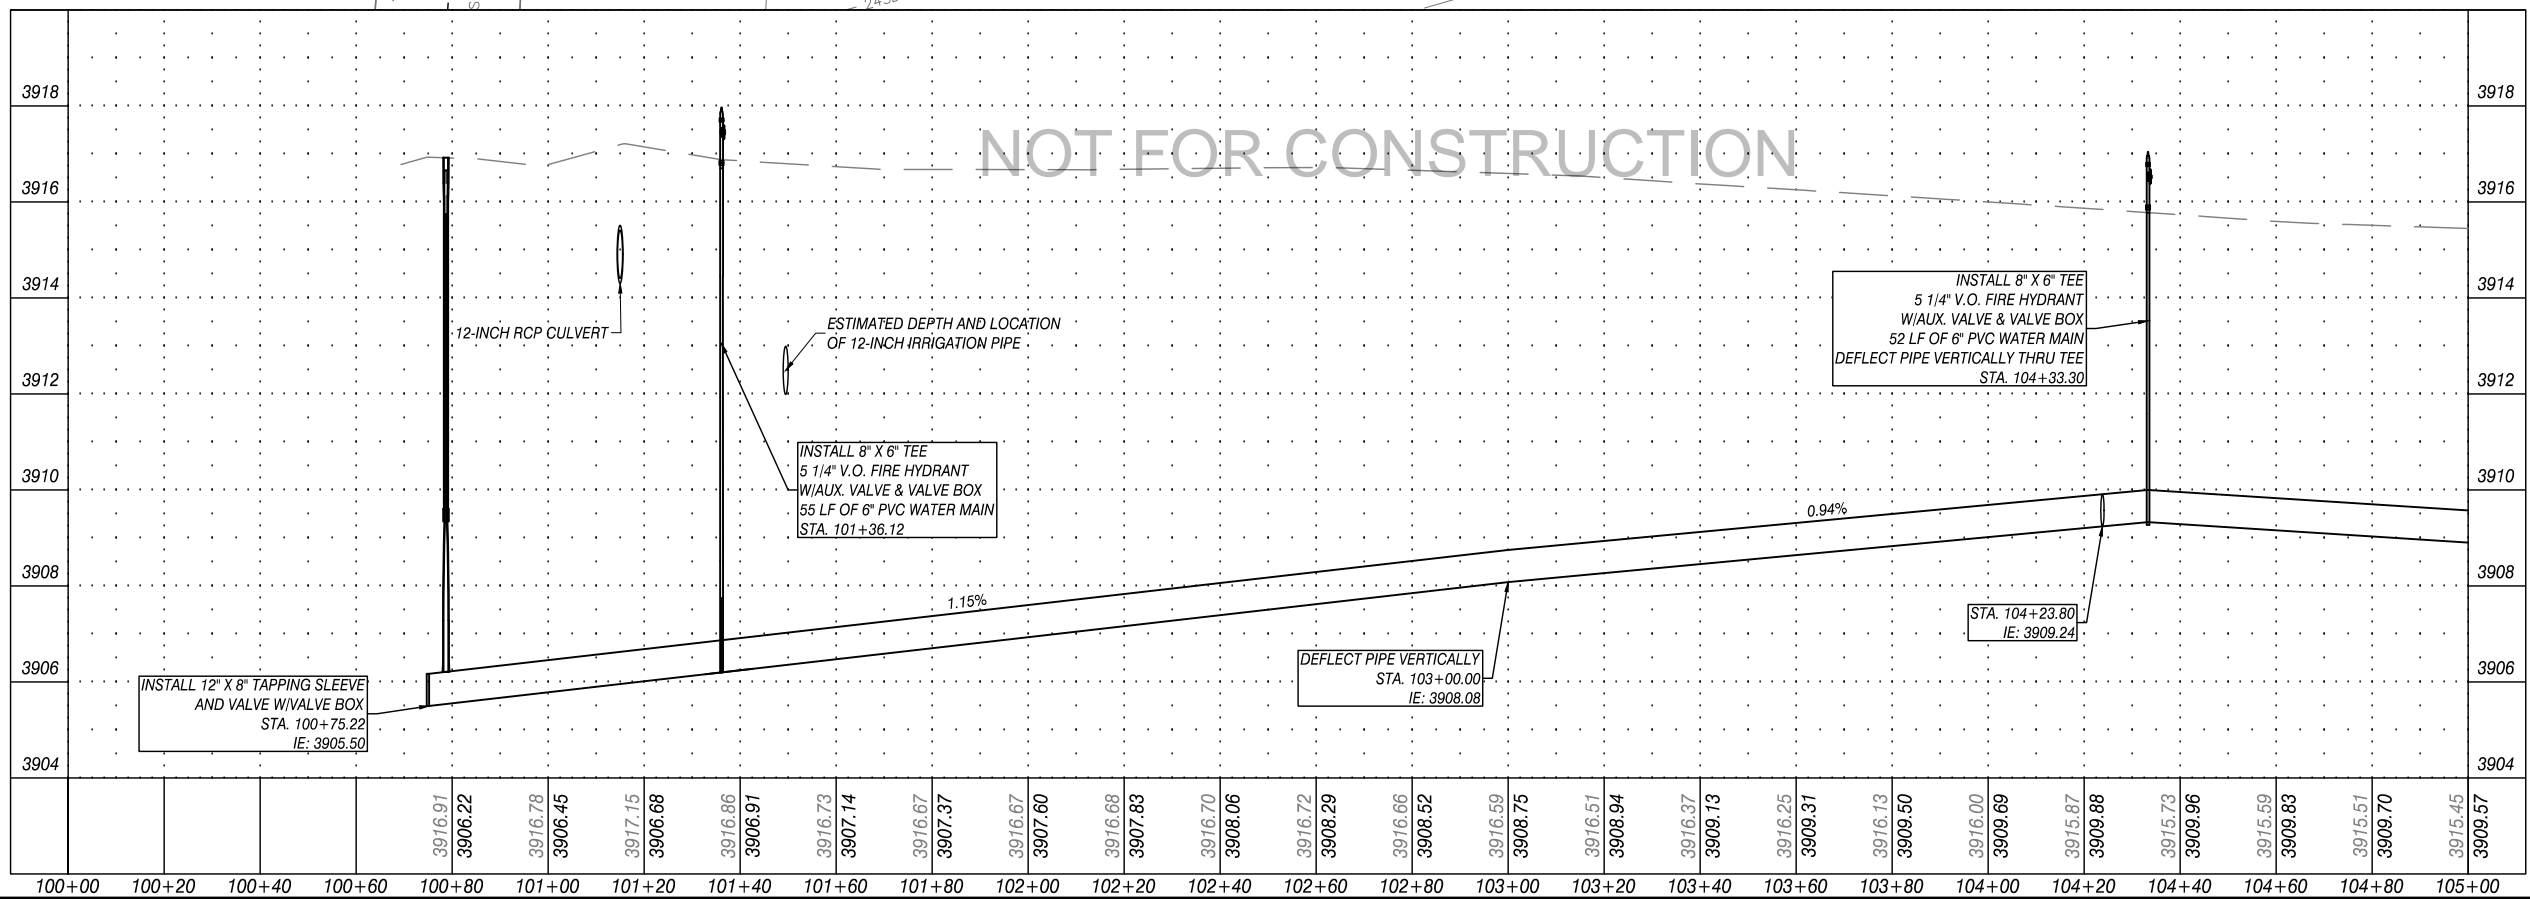 2450
S
NOT FOR CONSTRUCTION
3918
3918
3916
3916
3914
3914
3912
3912
3910
3910
3908
3908
3906
3906
3904
3904
12-INCH RCP CULVERT
ESTIMATED DEPTH AND LOCATION
OF 12-INCH IRRIGATION PIPE
INSTALL 8" X 6" TEE
5 1/4" V.O. FIRE HYDRANT
W/AUX. VALVE & VALVE BOX
55 LF OF 6" PVC WATER MAIN
STA. 101+36.12
INSTALL 8" X 6" TEE
5 1/4" V.O. FIRE HYDRANT
W/AUX. VALVE & VALVE BOX
52 LF OF 6" PVC WATER MAIN
DEFLECT PIPE VERTICALLY THRU TEE
STA. 104+33.30
1.15%
0.94%
INSTALL 12" X 8" TAPPING SLEEVE
AND VALVE W/VALVE BOX
STA. 100+75.22
IE: 3905.50
DEFLECT PIPE VERTICALLY
STA. 103+00.00
IE: 3908.08
STA. 104+23.80
IE: 3909.24
3916.91
3906.22
3916.78
3906.45
3917.15
3906.68
3916.86
3906.91
3916.73
3907.14
3916.67
3907.37
3916.67
3907.60
3916.68
3907.83
3916.70
3908.06
3916.72
3908.29
3916.66
3908.52
3916.59
3908.75
3916.51
3908.94
3916.37
3909.13
3916.25
3909.31
3916.13
3909.50
3916.00
3909.69
3915.87
3909.88
3915.73
3909.96
3915.59
3909.83
3915.51
3909.70
3915.45
3909.57
100+00 100+20 100+40 100+60 100+80 101+00 101+20 101+40 101+60 101+80 102+00 102+20 102+40 102+60 102+80 103+00 103+20 103+40 103+60 103+80 104+00 104+20 104+40 104+60 104+80 105+00